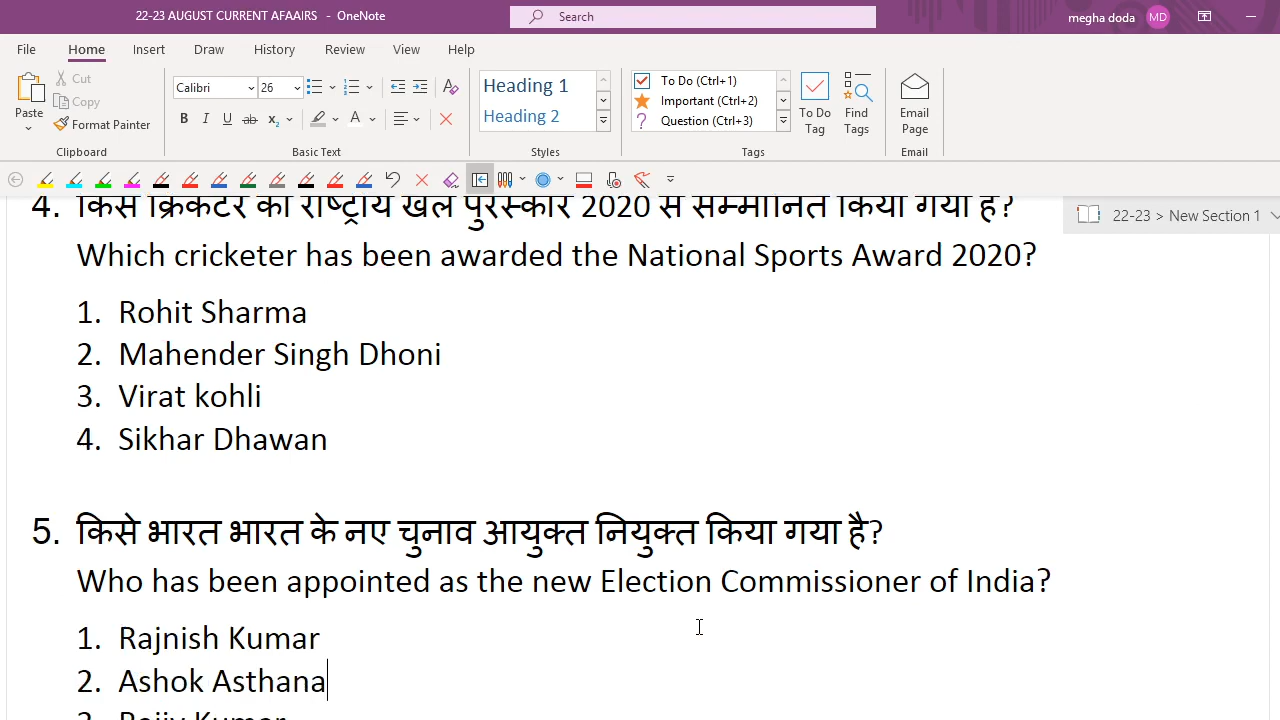 22-23 AUGUST CURRENT AFAAIRS - OneNote
Search
megha doda
MD
File Home Insert Draw History Review View Help
Paste
Cut
Copy
Format Painter
Clipboard
Calibri 26
B I U ab x₂ A
Basic Text
Heading 1
Heading 2
Styles
To Do (Ctrl+1)
Important (Ctrl+2)
Question (Ctrl+3)
To Do Tag
Find Tags
Tags
Email Page
Email
22-23 > New Section 1
4. किस क्रिकेटर को राष्ट्रीय खेल पुरस्कार 2020 से सम्मानित किया गया है?
Which cricketer has been awarded the National Sports Award 2020?
1. Rohit Sharma
2. Mahender Singh Dhoni
3. Virat kohli
4. Sikhar Dhawan
5. किसे भारत भारत के नए चुनाव आयुक्त नियुक्त किया गया है?
Who has been appointed as the new Election Commissioner of India?
1. Rajnish Kumar
2. Ashok Asthana
3. Rajiv Kumar